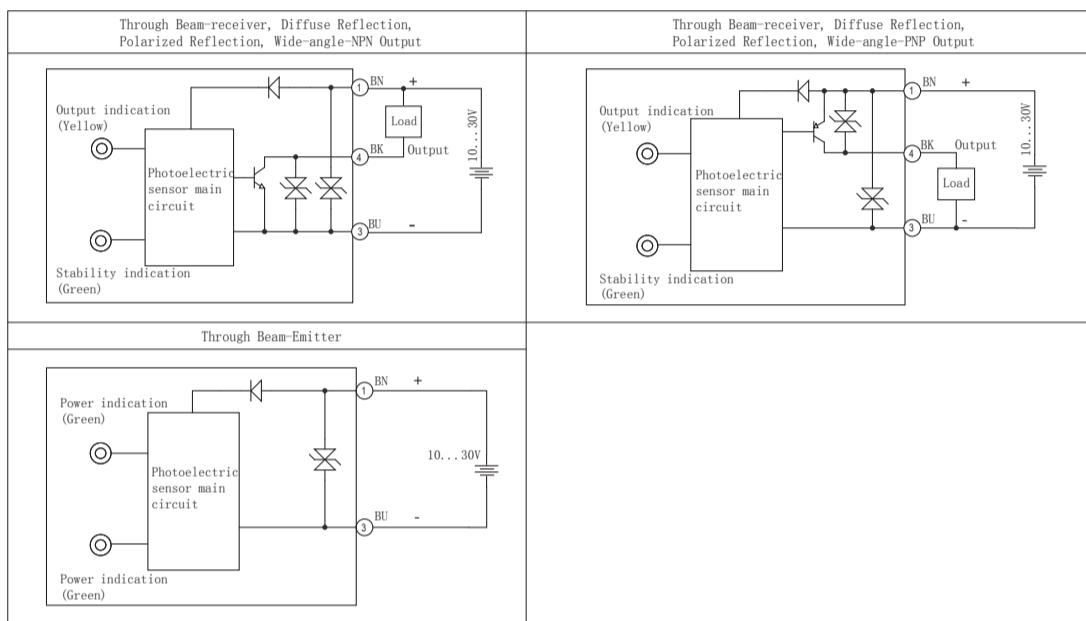 Through Beam-receiver, Diffuse Reflection,
Polarized Reflection, Wide-angle-NPN Output
Output indication
(Yellow)
Photoelectric
sensor main
circuit
Stability indication
(Green)
1
BN
+
Load
4
BK
Output
3
BU
-
10...30V
Through Beam-receiver, Diffuse Reflection,
Polarized Reflection, Wide-angle-PNP Output
Output indication
(Yellow)
Photoelectric
sensor main
circuit
Stability indication
(Green)
1
BN
+
4
BK
Output
Load
3
BU
-
10...30V
Through Beam-Emitter
Power indication
(Green)
Photoelectric
sensor main
circuit
Power indication
(Green)
1
BN
+
10...30V
3
BU
-